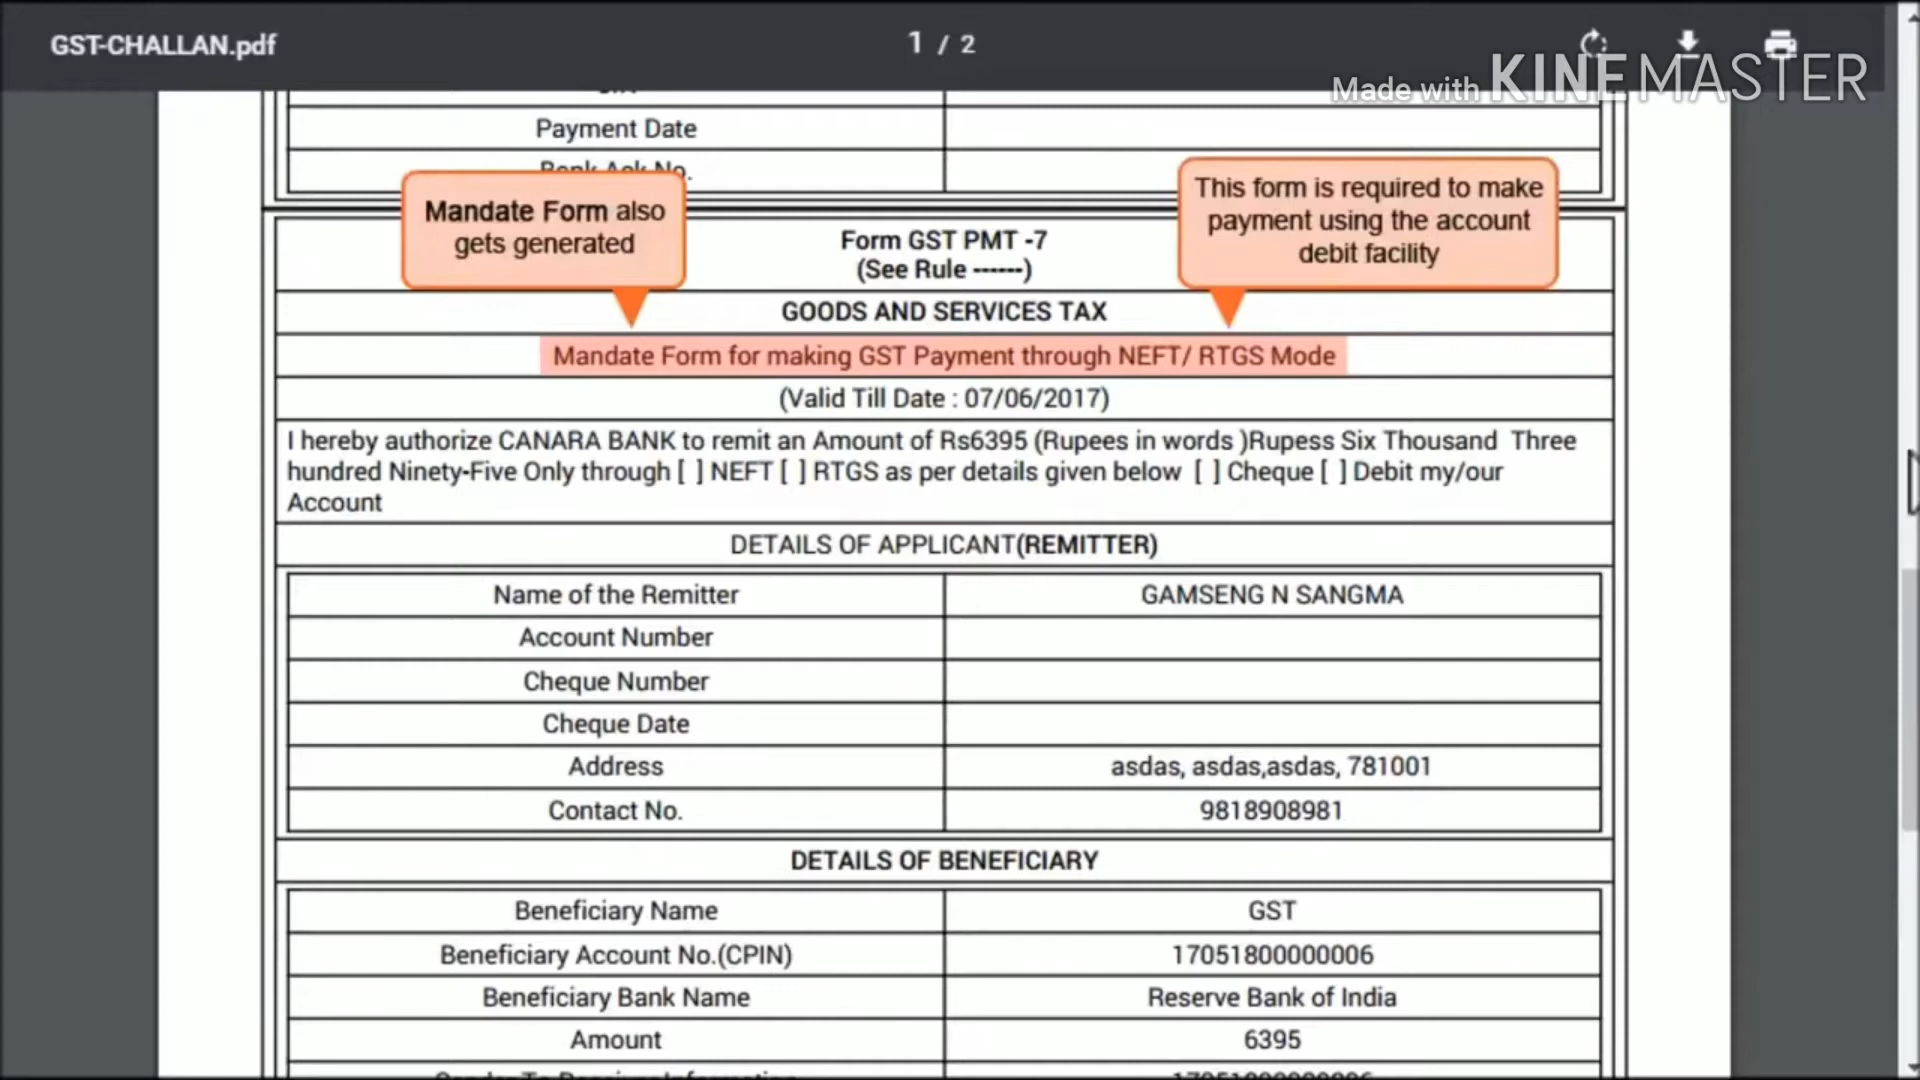 GST-CHALLAN.pdf
1 / 2
Made with KINEMASTER
Payment Date
Bank Ack No.
Mandate Form also
gets generated
This form is required to make
payment using the account
debit facility
Form GST PMT -7
(See Rule ------)
GOODS AND SERVICES TAX
Mandate Form for making GST Payment through NEFT/ RTGS Mode
(Valid Till Date : 07/06/2017)
I hereby authorize CANARA BANK to remit an Amount of Rs6395 (Rupees in words )Rupess Six Thousand Three
hundred Ninety-Five Only through [ ] NEFT [ ] RTGS as per details given below [ ] Cheque [ ] Debit my/our
Account
DETAILS OF APPLICANT(REMITTER)
Name of the Remitter GAMSENG N SANGMA
Account Number
Cheque Number
Cheque Date
Address asdas, asdas,asdas, 781001
Contact No. 9818908981
DETAILS OF BENEFICIARY
Beneficiary Name GST
Beneficiary Account No.(CPIN) 17051800000006
Beneficiary Bank Name Reserve Bank of India
Amount 6395